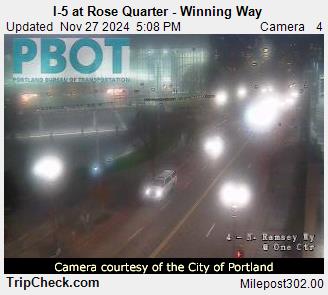 I-5 at Rose Quarter - Winning Way
Updated Nov 27 2024 5:08 PM Camera 4
PBOT
PORTLAND BUREAU OF TRANSPORTATION
4 - N. Ramsey Wy
W One Ctr
Camera courtesy of the City of Portland
TripCheck.com Milepost302.00